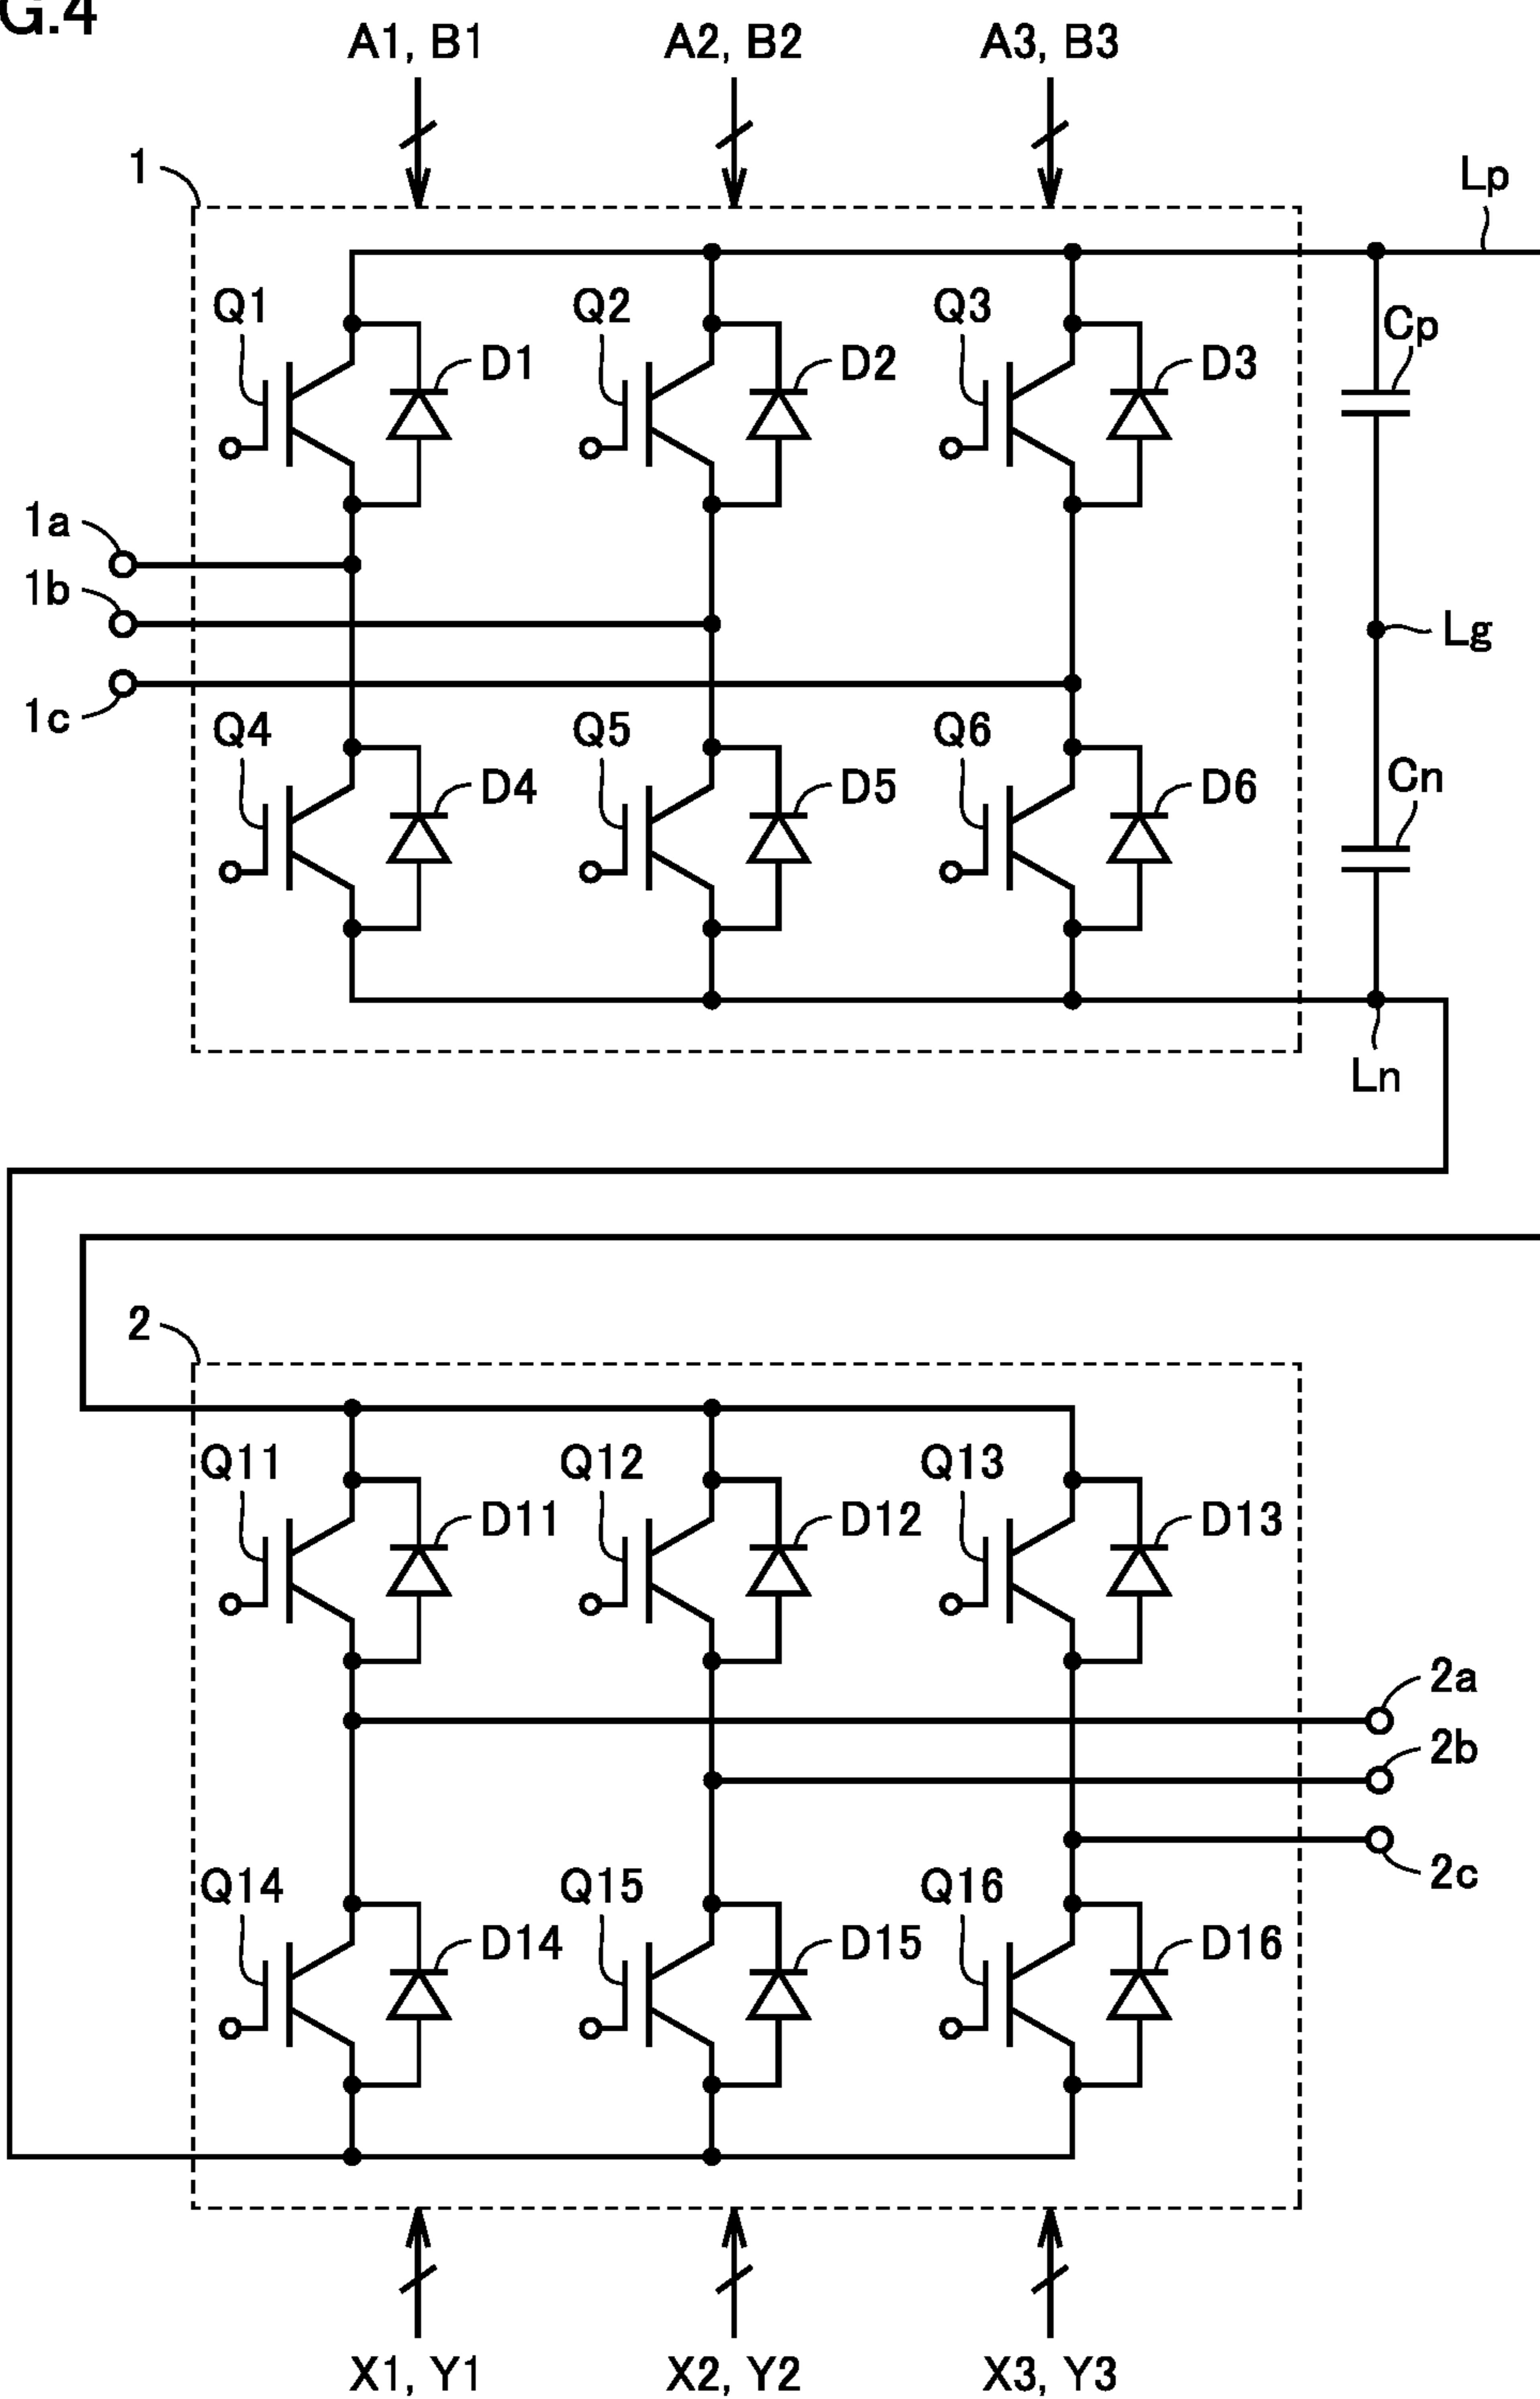 G.4
A1, B1 A2, B2 A3, B3
1
Lp
Q1 Q2 Q3
Cp
D1 D2 D3
1a
1b
Lg
1c
Q4 Q5 Q6
D4 D5 D6
Cn
Ln
2
Q11 Q12 Q13
D11 D12 D13
2a
2b
2c
Q14 Q15 Q16
D14 D15 D16
X1, Y1 X2, Y2 X3, Y3